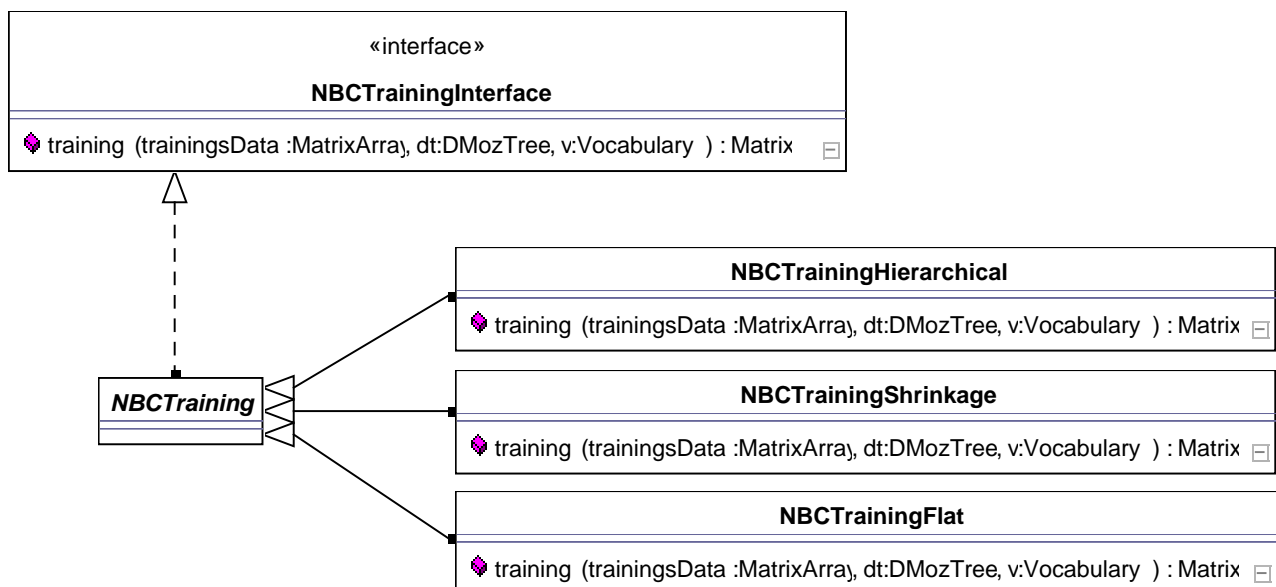 «interface»
NBCTrainingInterface
training (trainingsData :MatrixArray, dt:DMozTree, v:Vocabulary ) : Matrix
NBCTrainingHierarchical
training (trainingsData :MatrixArray, dt:DMozTree, v:Vocabulary ) : Matrix
NBCTraining
NBCTrainingShrinkage
training (trainingsData :MatrixArray, dt:DMozTree, v:Vocabulary ) : Matrix
NBCTrainingFlat
training (trainingsData :MatrixArray, dt:DMozTree, v:Vocabulary ) : Matrix